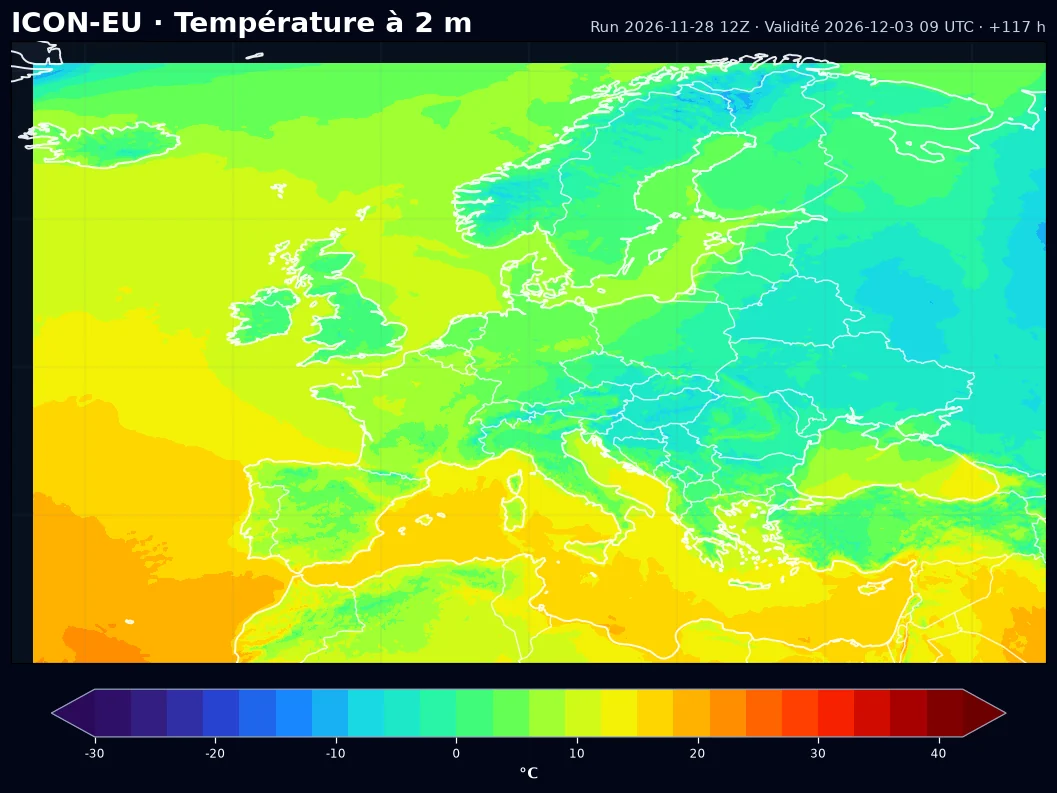 ICON-EU · Température à 2 m
Run 2026-11-28 12Z · Validité 2026-12-03 09 UTC · +117 h
-30 -20 -10 0 10 20 30 40
°C